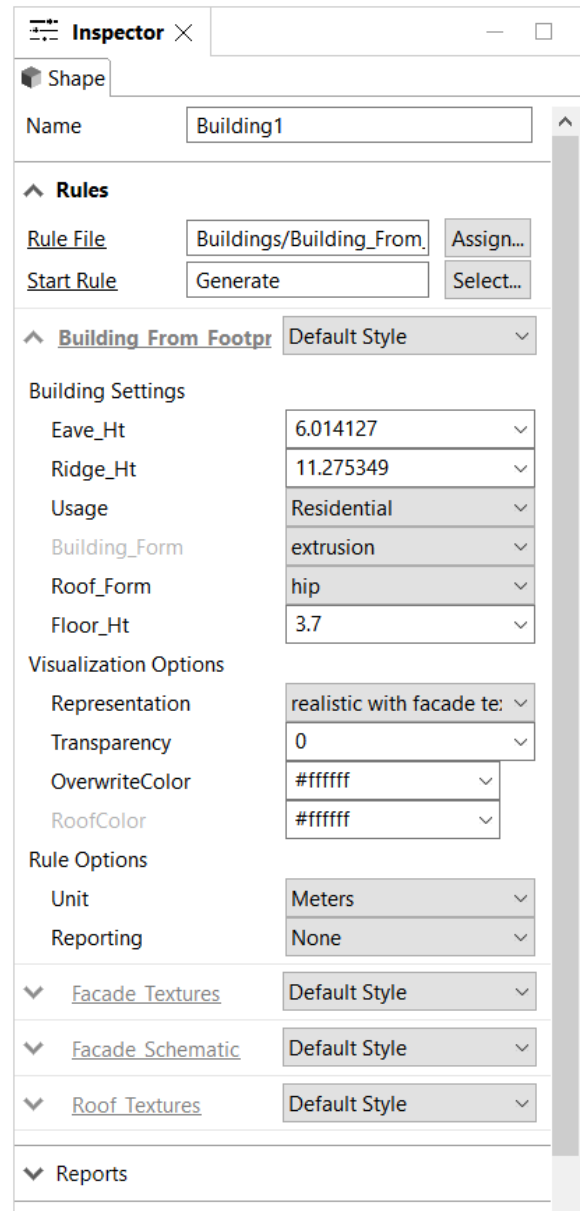 Inspector
Shape
Name Building1
Rules
Rule File Buildings/Building_From_ Assign...
Start Rule Generate Select...
Building_From_Footpr Default Style
Building Settings
Eave_Ht 6.014127
Ridge_Ht 11.275349
Usage Residential
Building_Form extrusion
Roof_Form hip
Floor_Ht 3.7
Visualization Options
Representation realistic with facade te
Transparency 0
OverwriteColor #ffffff
RoofColor #ffffff
Rule Options
Unit Meters
Reporting None
Facade_Textures Default Style
Facade_Schematic Default Style
Roof_Textures Default Style
Reports